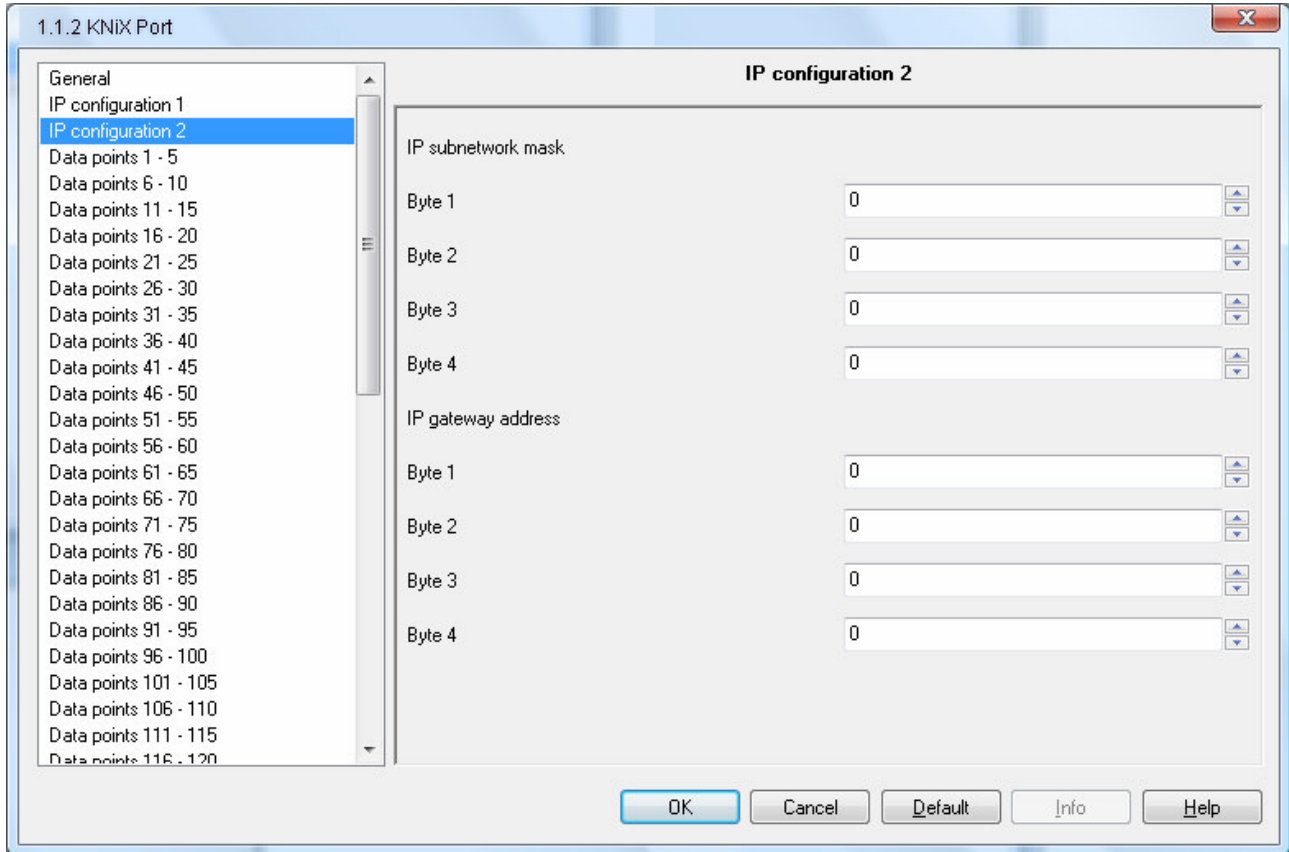 1.1.2 KNiX Port
General
IP configuration 1
IP configuration 2
Data points 1 - 5
Data points 6 - 10
Data points 11 - 15
Data points 16 - 20
Data points 21 - 25
Data points 26 - 30
Data points 31 - 35
Data points 36 - 40
Data points 41 - 45
Data points 46 - 50
Data points 51 - 55
Data points 56 - 60
Data points 61 - 65
Data points 66 - 70
Data points 71 - 75
Data points 76 - 80
Data points 81 - 85
Data points 86 - 90
Data points 91 - 95
Data points 96 - 100
Data points 101 - 105
Data points 106 - 110
Data points 111 - 115
Data points 116 - 120
IP configuration 2
IP subnetwork mask
Byte 1 0
Byte 2 0
Byte 3 0
Byte 4 0
IP gateway address
Byte 1 0
Byte 2 0
Byte 3 0
Byte 4 0
OK Cancel Default Info Help